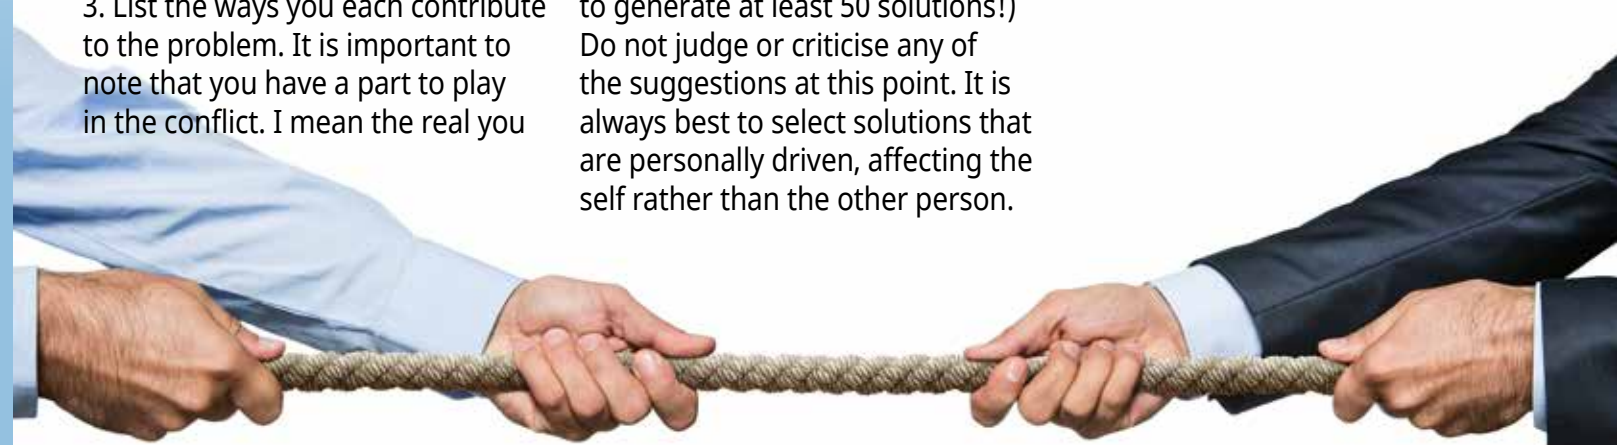 3. List the ways you each contribute
to the problem. It is important to
note that you have a part to play
in the conflict. I mean the real you
to generate at least 50 solutions!)
Do not judge or criticise any of
the suggestions at this point. It is
always best to select solutions that
are personally driven, affecting the
self rather than the other person.